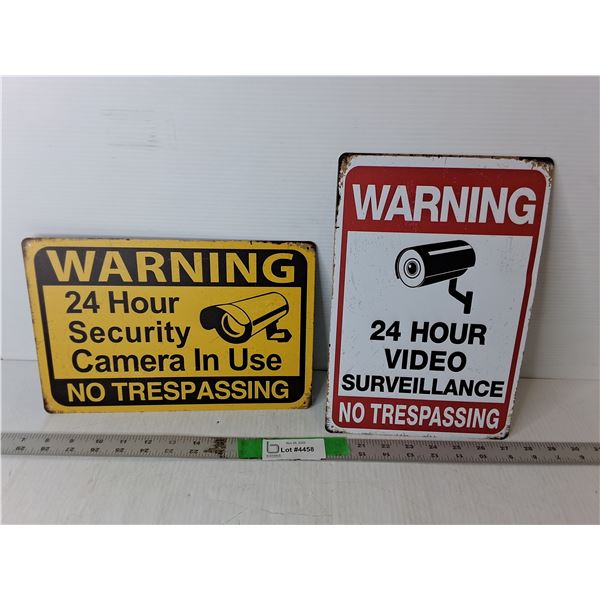 WARNING
24 Hour
Security
Camera In Use
NO TRESPASSING
WARNING
24 HOUR
VIDEO
SURVEILLANCE
NO TRESPASSING
Lot #4458